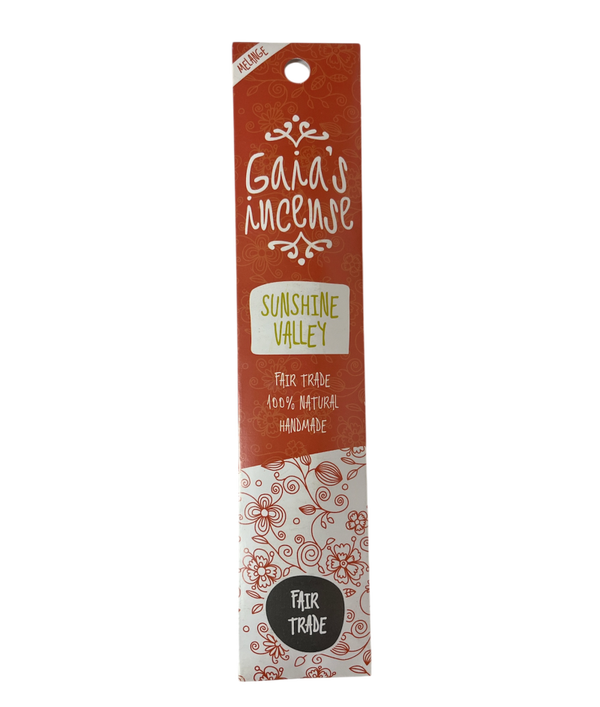 MELANGE
Gaia's
incense
SUNSHINE
VALLEY
FAIR TRADE
100% NATURAL
HANDMADE
FAIR
TRADE